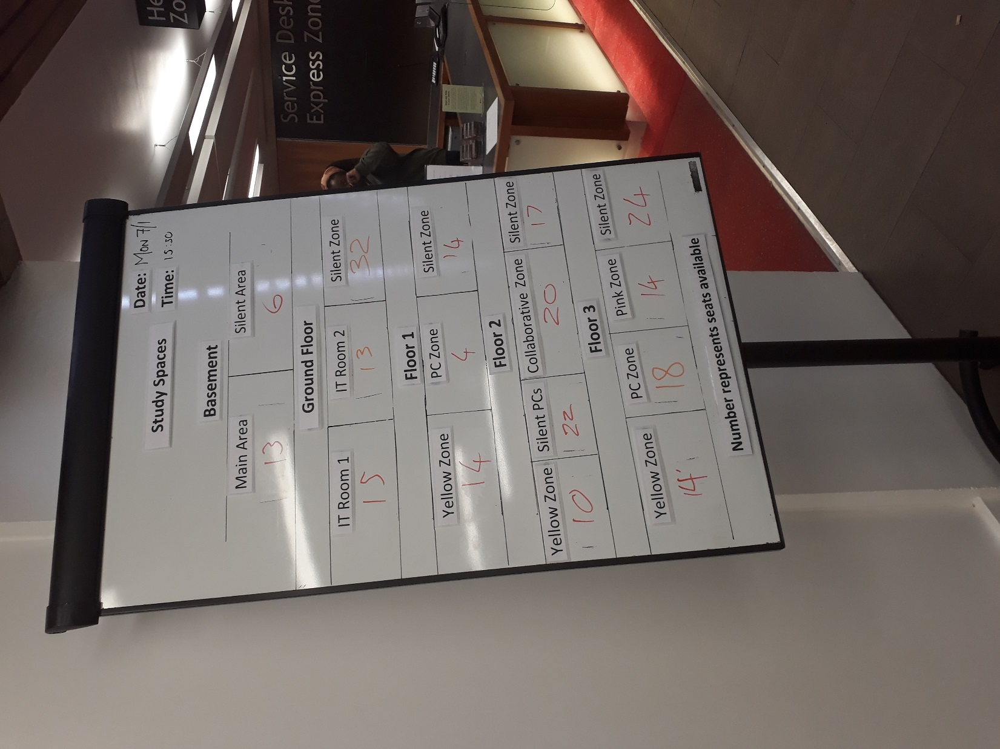 Study Spaces
Date: MON 7/1
Time: 15:30
Basement
Main Area Silent Area
13 6
Ground Floor
IT Room 1 IT Room 2 Silent Zone
15 13 32
Floor 1
Yellow Zone PC Zone Silent Zone
14 4 14
Floor 2
Yellow Zone Silent PCs Collaborative Zone Silent Zone
10 22 20 17
Floor 3
Yellow Zone PC Zone Pink Zone Silent Zone
14 18 14 24
Number represents seats available
Service Desk
Express Zone
He
Zo